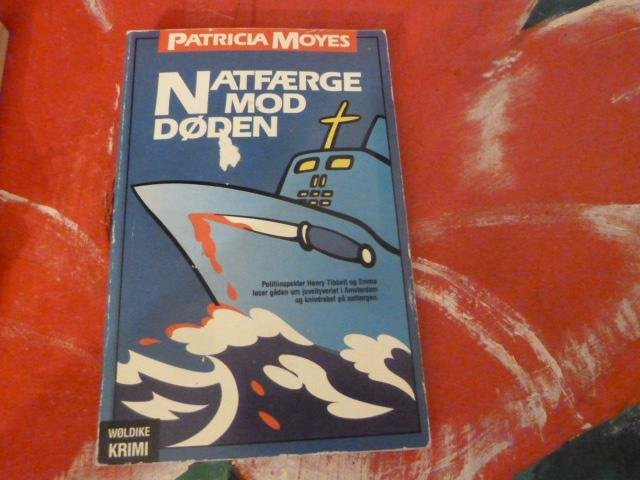 PATRICIA MOYES
NATFÆRGE
MOD
DØDEN
Politiinspektør Henry Tibbett og Emma
løser gåden om juveltyveriet i Amsterdam
og knivdrabet på natfærgen.
WØLDIKE
KRIMI